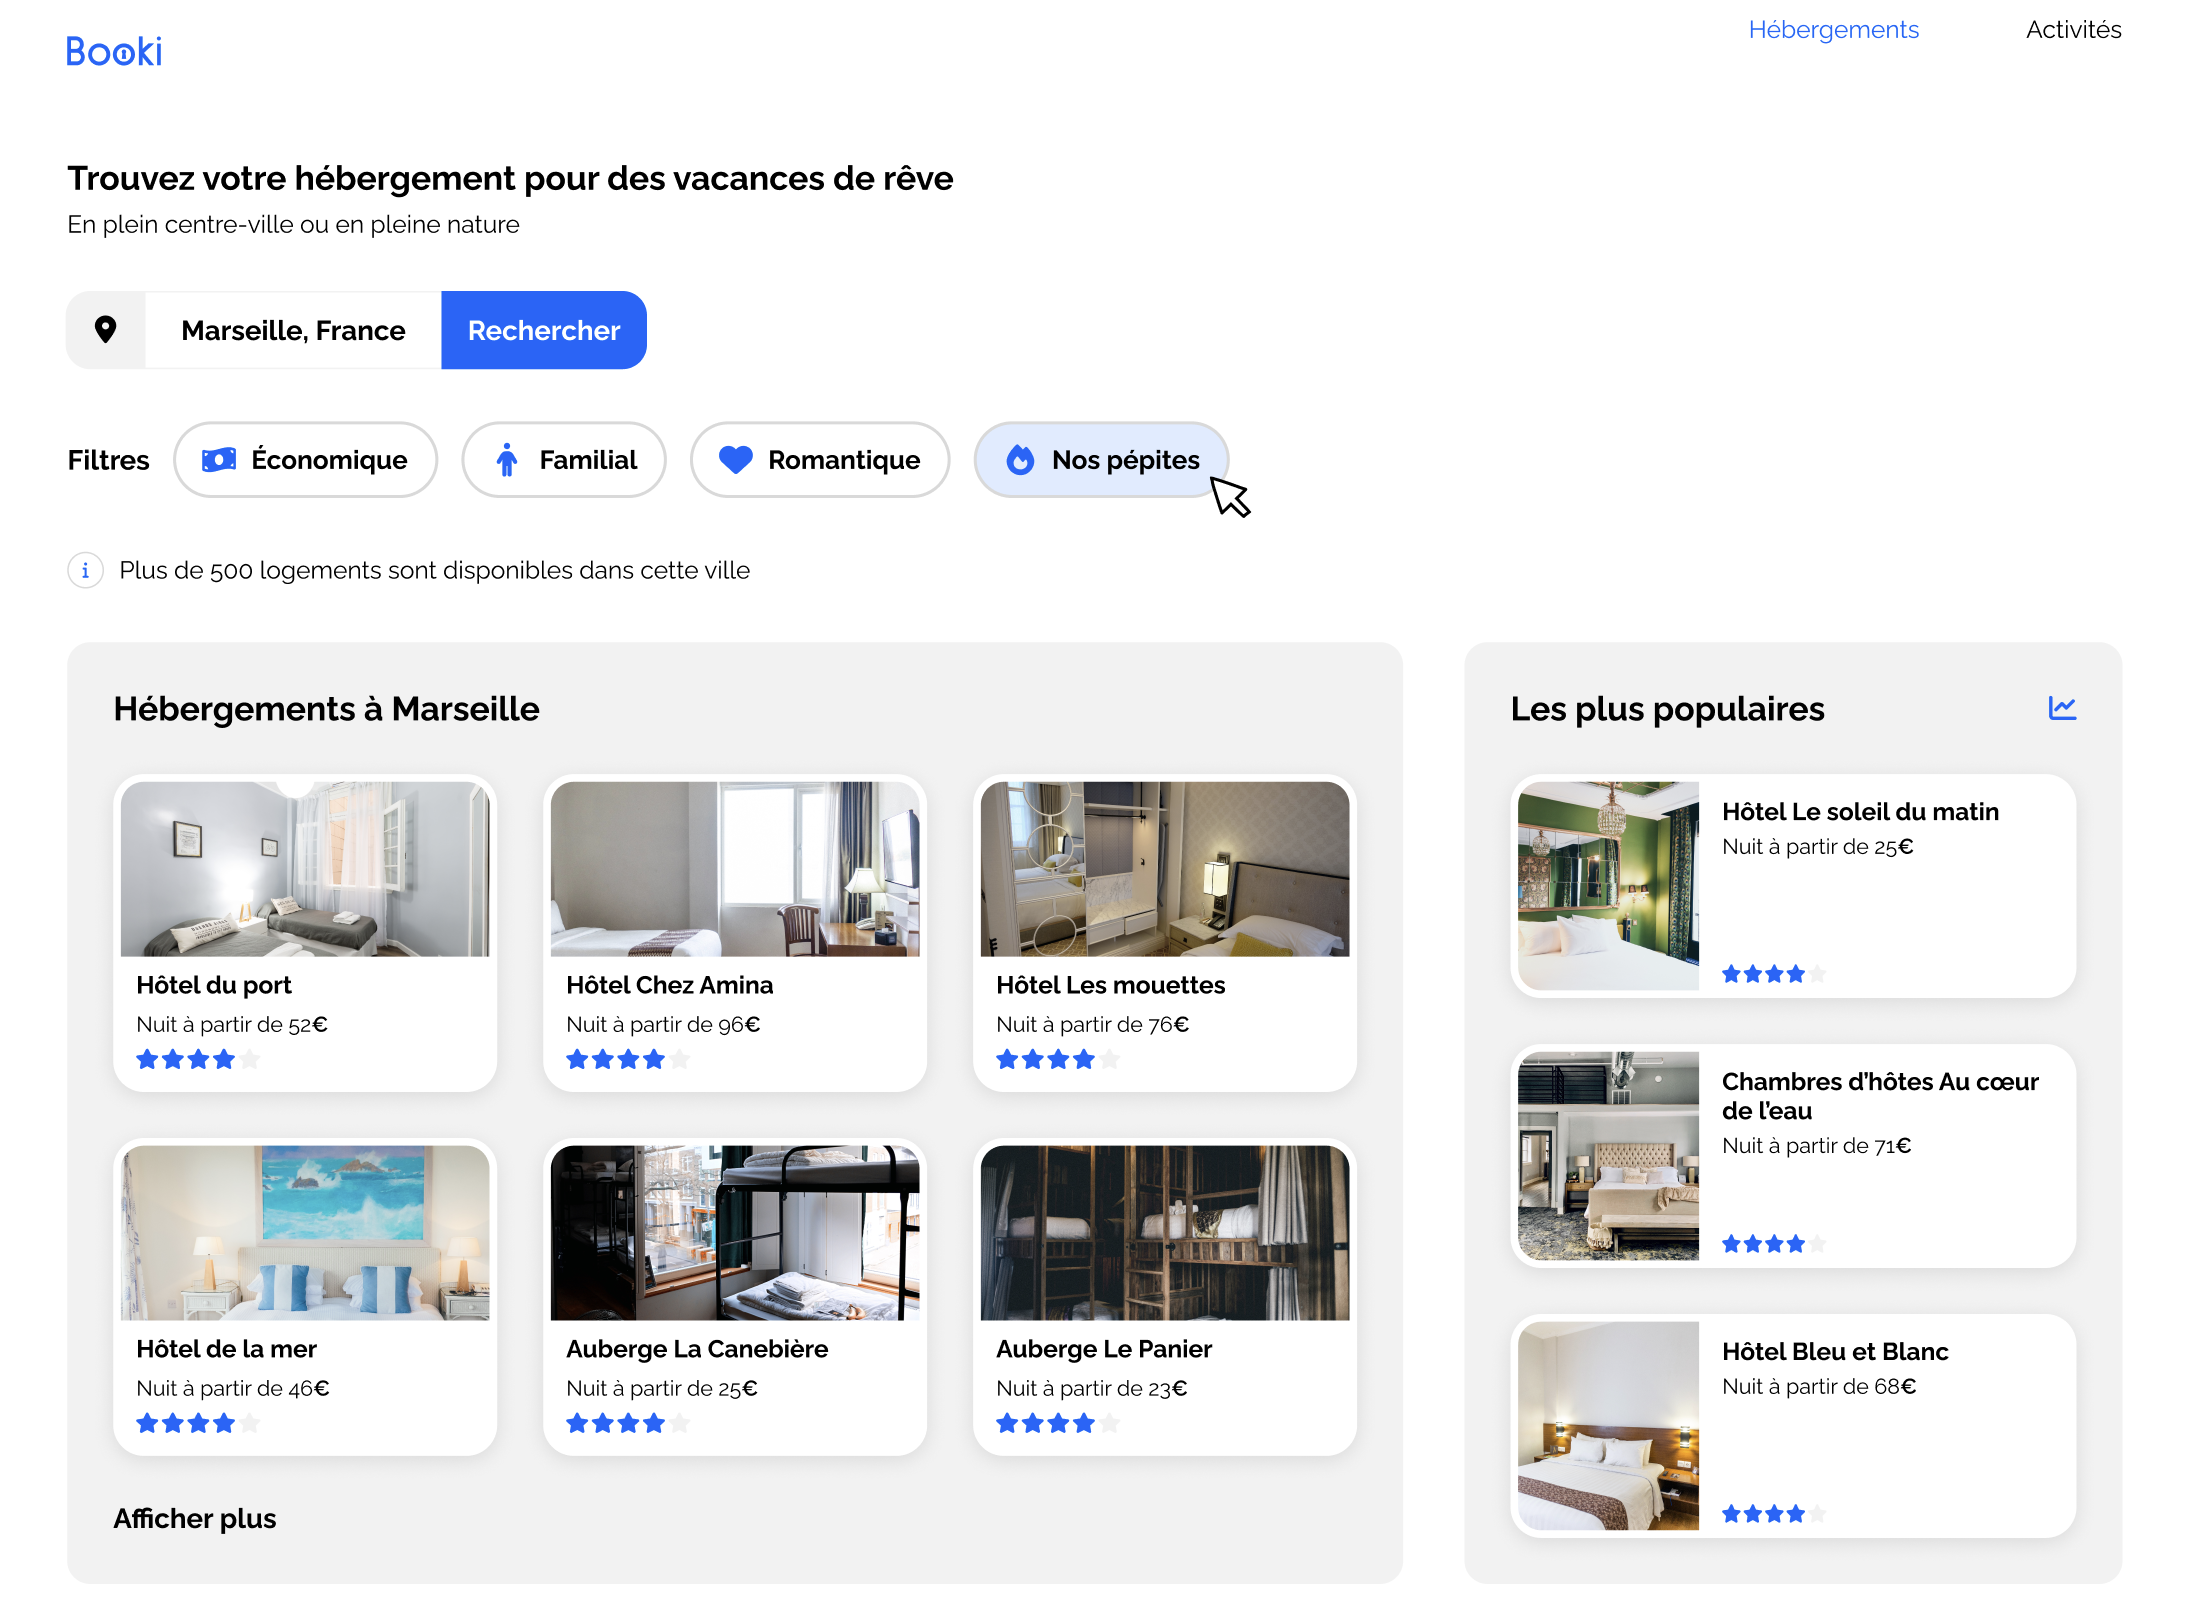 Booki
Hébergements
Activités
Trouvez votre hébergement pour des vacances de rêve
En plein centre-ville ou en pleine nature
Marseille, France
Rechercher
Filtres
Économique
Familial
Romantique
Nos pépites
Plus de 500 logements sont disponibles dans cette ville
Hébergements à Marseille
Hôtel du port
Nuit à partir de 52€
Hôtel Chez Amina
Nuit à partir de 96€
Hôtel Les mouettes
Nuit à partir de 76€
Hôtel de la mer
Nuit à partir de 46€
Auberge La Canebière
Nuit à partir de 25€
Auberge Le Panier
Nuit à partir de 23€
Afficher plus
Les plus populaires
Hôtel Le soleil du matin
Nuit à partir de 25€
Chambres d’hôtes Au cœur
de l’eau
Nuit à partir de 71€
Hôtel Bleu et Blanc
Nuit à partir de 68€